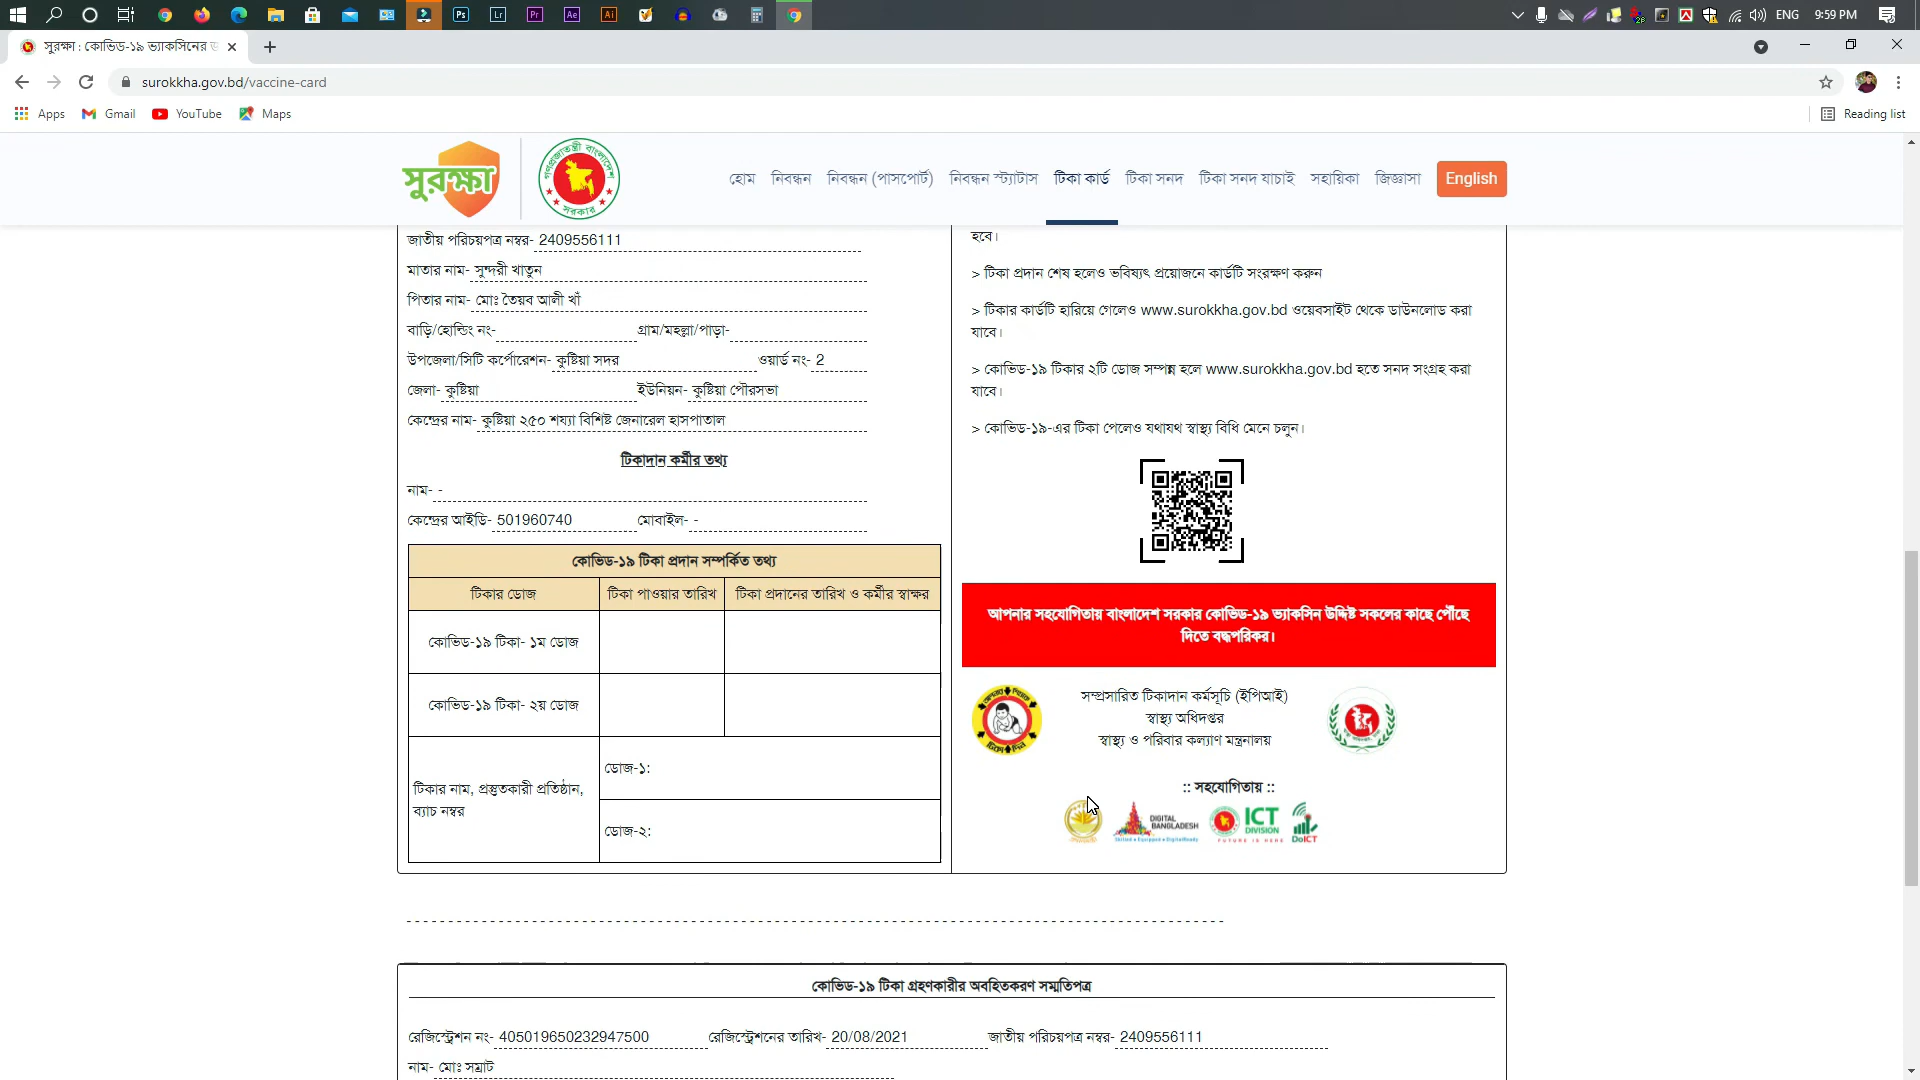 ENG 9:59 PM
সুরক্ষা : কোভিড-১৯ ভ্যাকসিনের
surokkha.gov.bd/vaccine-card
Apps Gmail YouTube Maps Reading list
সুরক্ষা
হোম নিবন্ধন নিবন্ধন (পাসপোর্ট) নিবন্ধন স্ট্যাটাস টিকা কার্ড টিকা সনদ টিকা সনদ যাচাই সহায়িকা জিজ্ঞাসা English
জাতীয় পরিচয়পত্র নম্বর- 2409556111
মাতার নাম- সুন্দরী খাতুন
পিতার নাম- মোঃ তৈয়ব আলী খাঁ
বাড়ি/হোল্ডিং নং- গ্রাম/মহল্লা/পাড়া-
উপজেলা/সিটি কর্পোরেশন- কুষ্টিয়া সদর ওয়ার্ড নং- 2
জেলা- কুষ্টিয়া ইউনিয়ন- কুষ্টিয়া পৌরসভা
কেন্দ্রের নাম- কুষ্টিয়া ২৫০ শয্যা বিশিষ্ট জেনারেল হাসপাতাল
টিকাদান কর্মীর তথ্য
নাম- -
কেন্দ্রের আইডি- 501960740 মোবাইল- -
কোভিড-১৯ টিকা প্রদান সম্পর্কিত তথ্য
টিকার ডোজ টিকা পাওয়ার তারিখ টিকা প্রদানের তারিখ ও কর্মীর স্বাক্ষর
কোভিড-১৯ টিকা- ১ম ডোজ
কোভিড-১৯ টিকা- ২য় ডোজ
টিকার নাম, প্রস্তুতকারী প্রতিষ্ঠান,
ব্যাচ নম্বর
ডোজ-১:
ডোজ-২:
হবে।
> টিকা প্রদান শেষ হলেও ভবিষ্যৎ প্রয়োজনে কার্ডটি সংরক্ষণ করুন
> টিকার কার্ডটি হারিয়ে গেলেও www.surokkha.gov.bd ওয়েবসাইট থেকে ডাউনলোড করা
যাবে।
> কোভিড-১৯ টিকার ২টি ডোজ সম্পন্ন হলে www.surokkha.gov.bd হতে সনদ সংগ্রহ করা
যাবে।
> কোভিড-১৯-এর টিকা পেলেও যথাযথ স্বাস্থ্য বিধি মেনে চলুন।
আপনার সহযোগিতায় বাংলাদেশ সরকার কোভিড-১৯ ভ্যাকসিন উদ্দিষ্ট সকলের কাছে পৌঁছে
দিতে বদ্ধপরিকর।
সম্প্রসারিত টিকাদান কর্মসূচি (ইপিআই)
স্বাস্থ্য অধিদপ্তর
স্বাস্থ্য ও পরিবার কল্যাণ মন্ত্রনালয়
:: সহযোগিতায় ::
DIGITAL
BANGLADESH
ICT
DIVISION
FUTURE IS HERE
DoICT
কোভিড-১৯ টিকা গ্রহণকারীর অবহিতকরণ সম্মতিপত্র
রেজিস্ট্রেশন নং- 405019650232947500 রেজিস্ট্রেশনের তারিখ- 20/08/2021 জাতীয় পরিচয়পত্র নম্বর- 2409556111
নাম- মোঃ সম্রাট